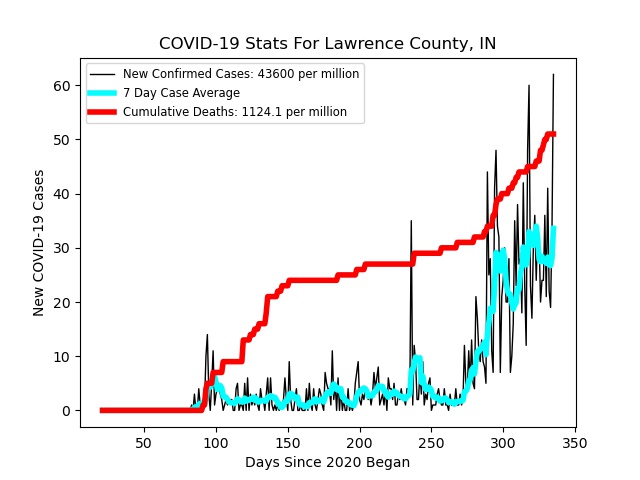 COVID-19 Stats For Lawrence County, IN
New Confirmed Cases: 43600 per million
7 Day Case Average
Cumulative Deaths: 1124.1 per million
New COVID-19 Cases
60
50
40
30
20
10
0
50 100 150 200 250 300 350
Days Since 2020 Began